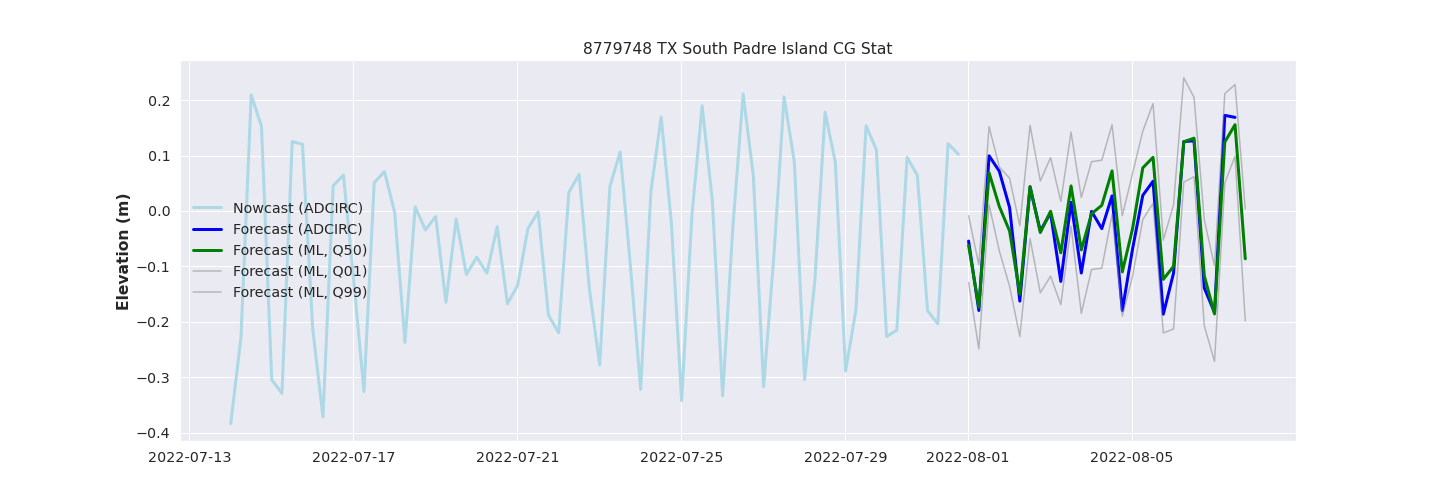 8779748 TX South Padre Island CG Stat
Elevation (m)
0.2
0.1
0.0
−0.1
−0.2
−0.3
−0.4
Nowcast (ADCIRC)
Forecast (ADCIRC)
Forecast (ML, Q50)
Forecast (ML, Q01)
Forecast (ML, Q99)
2022-07-13 2022-07-17 2022-07-21 2022-07-25 2022-07-29 2022-08-01 2022-08-05